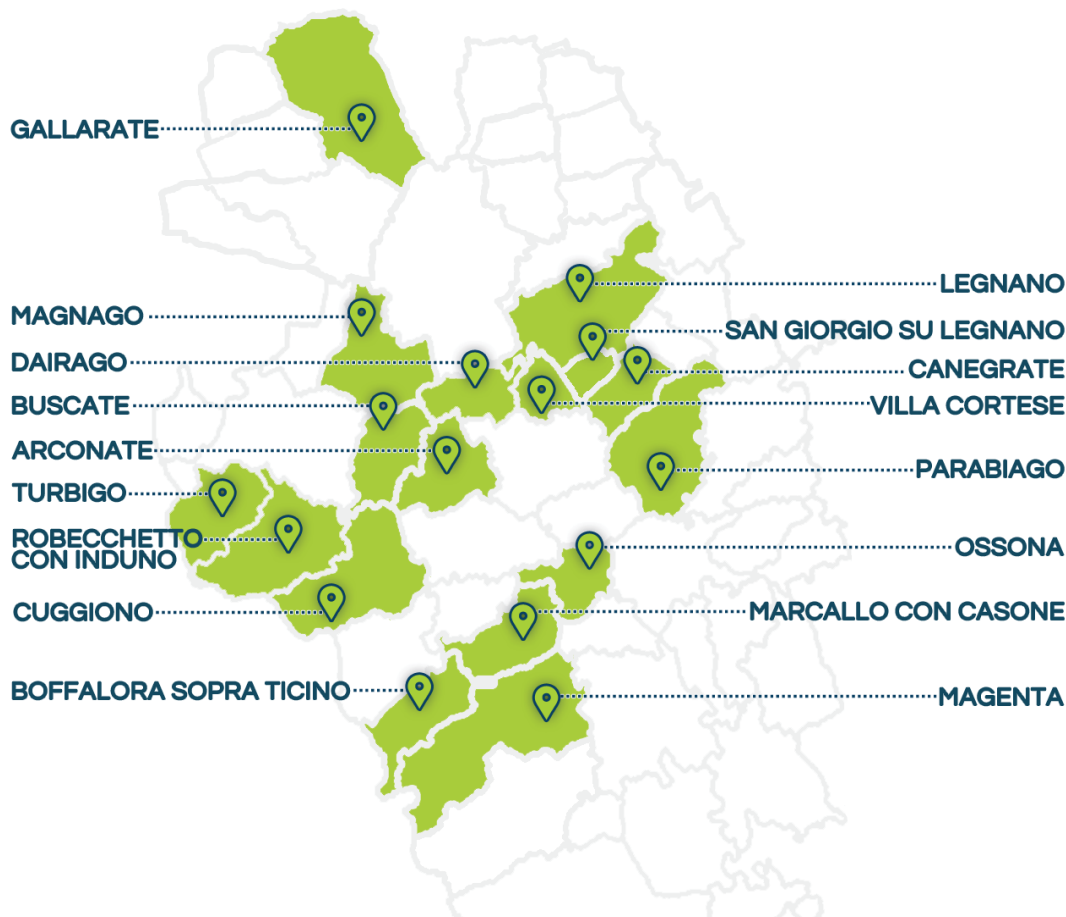 GALLARATE
MAGNAGO
DAIRAGO
BUSCATE
ARCONATE
TURBIGO
ROBECCHETTO
CON INDUNO
CUGGIONO
BOFFALORA SOPRA TICINO
LEGNANO
SAN GIORGIO SU LEGNANO
CANEGRATE
VILLA CORTESE
PARABIAGO
OSSONA
MARCALLO CON CASONE
MAGENTA